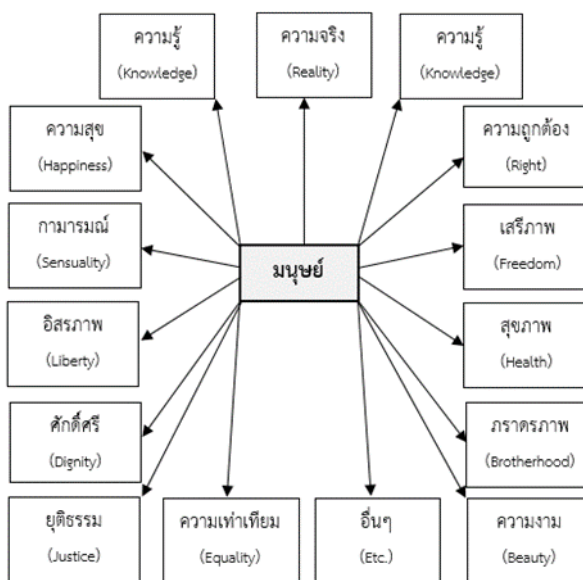 ความรู้
(Knowledge)
ความจริง
(Reality)
ความรู้
(Knowledge)
ความสุข
(Happiness)
ความถูกต้อง
(Right)
กามารมณ์
(Sensuality)
มนุษย์
เสรีภาพ
(Freedom)
อิสรภาพ
(Liberty)
สุขภาพ
(Health)
ศักดิ์ศรี
(Dignity)
ภราดรภาพ
(Brotherhood)
ยุติธรรม
(Justice)
ความเท่าเทียม
(Equality)
อื่นๆ
(Etc.)
ความงาม
(Beauty)